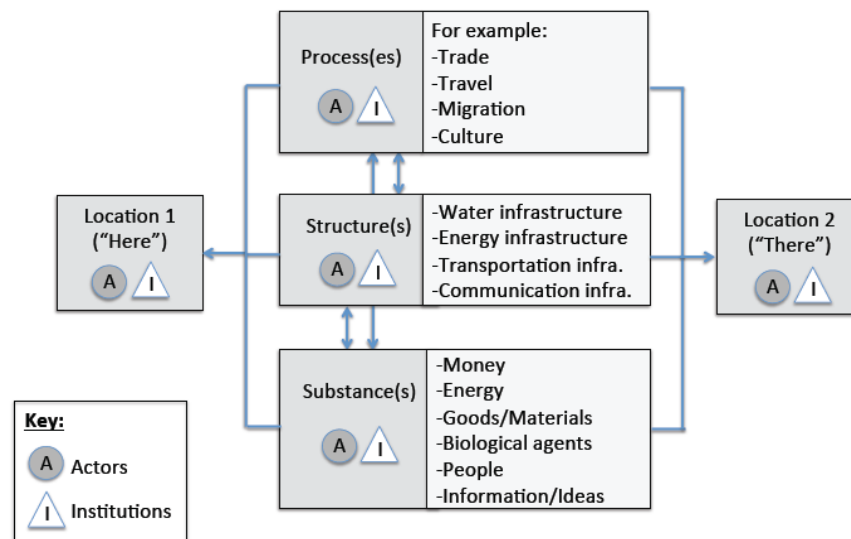 Process(es)
A I
For example:
-Trade
-Travel
-Migration
-Culture
Location 1
("Here")
A I
Structure(s)
A I
-Water infrastructure
-Energy infrastructure
-Transportation infra.
-Communication infra.
Location 2
("There")
A I
Substance(s)
A I
-Money
-Energy
-Goods/Materials
-Biological agents
-People
-Information/Ideas
Key:
A Actors
I Institutions